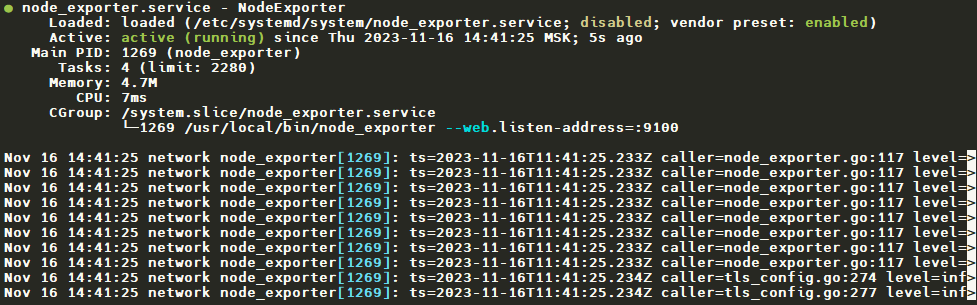 ● node_exporter.service - NodeExporter
Loaded: loaded (/etc/systemd/system/node_exporter.service; disabled; vendor preset: enabled)
Active: active (running) since Thu 2023-11-16 14:41:25 MSK; 5s ago
Main PID: 1269 (node_exporter)
Tasks: 4 (limit: 2280)
Memory: 4.7M
CPU: 7ms
CGroup: /system.slice/node_exporter.service
└─1269 /usr/local/bin/node_exporter --web.listen-address=:9100
Nov 16 14:41:25 network node_exporter[1269]: ts=2023-11-16T11:41:25.233Z caller=node_exporter.go:117 level=>
Nov 16 14:41:25 network node_exporter[1269]: ts=2023-11-16T11:41:25.233Z caller=node_exporter.go:117 level=>
Nov 16 14:41:25 network node_exporter[1269]: ts=2023-11-16T11:41:25.233Z caller=node_exporter.go:117 level=>
Nov 16 14:41:25 network node_exporter[1269]: ts=2023-11-16T11:41:25.233Z caller=node_exporter.go:117 level=>
Nov 16 14:41:25 network node_exporter[1269]: ts=2023-11-16T11:41:25.233Z caller=node_exporter.go:117 level=>
Nov 16 14:41:25 network node_exporter[1269]: ts=2023-11-16T11:41:25.233Z caller=node_exporter.go:117 level=>
Nov 16 14:41:25 network node_exporter[1269]: ts=2023-11-16T11:41:25.233Z caller=node_exporter.go:117 level=>
Nov 16 14:41:25 network node_exporter[1269]: ts=2023-11-16T11:41:25.233Z caller=node_exporter.go:117 level=>
Nov 16 14:41:25 network node_exporter[1269]: ts=2023-11-16T11:41:25.234Z caller=tls_config.go:274 level=inf>
Nov 16 14:41:25 network node_exporter[1269]: ts=2023-11-16T11:41:25.234Z caller=tls_config.go:277 level=inf>